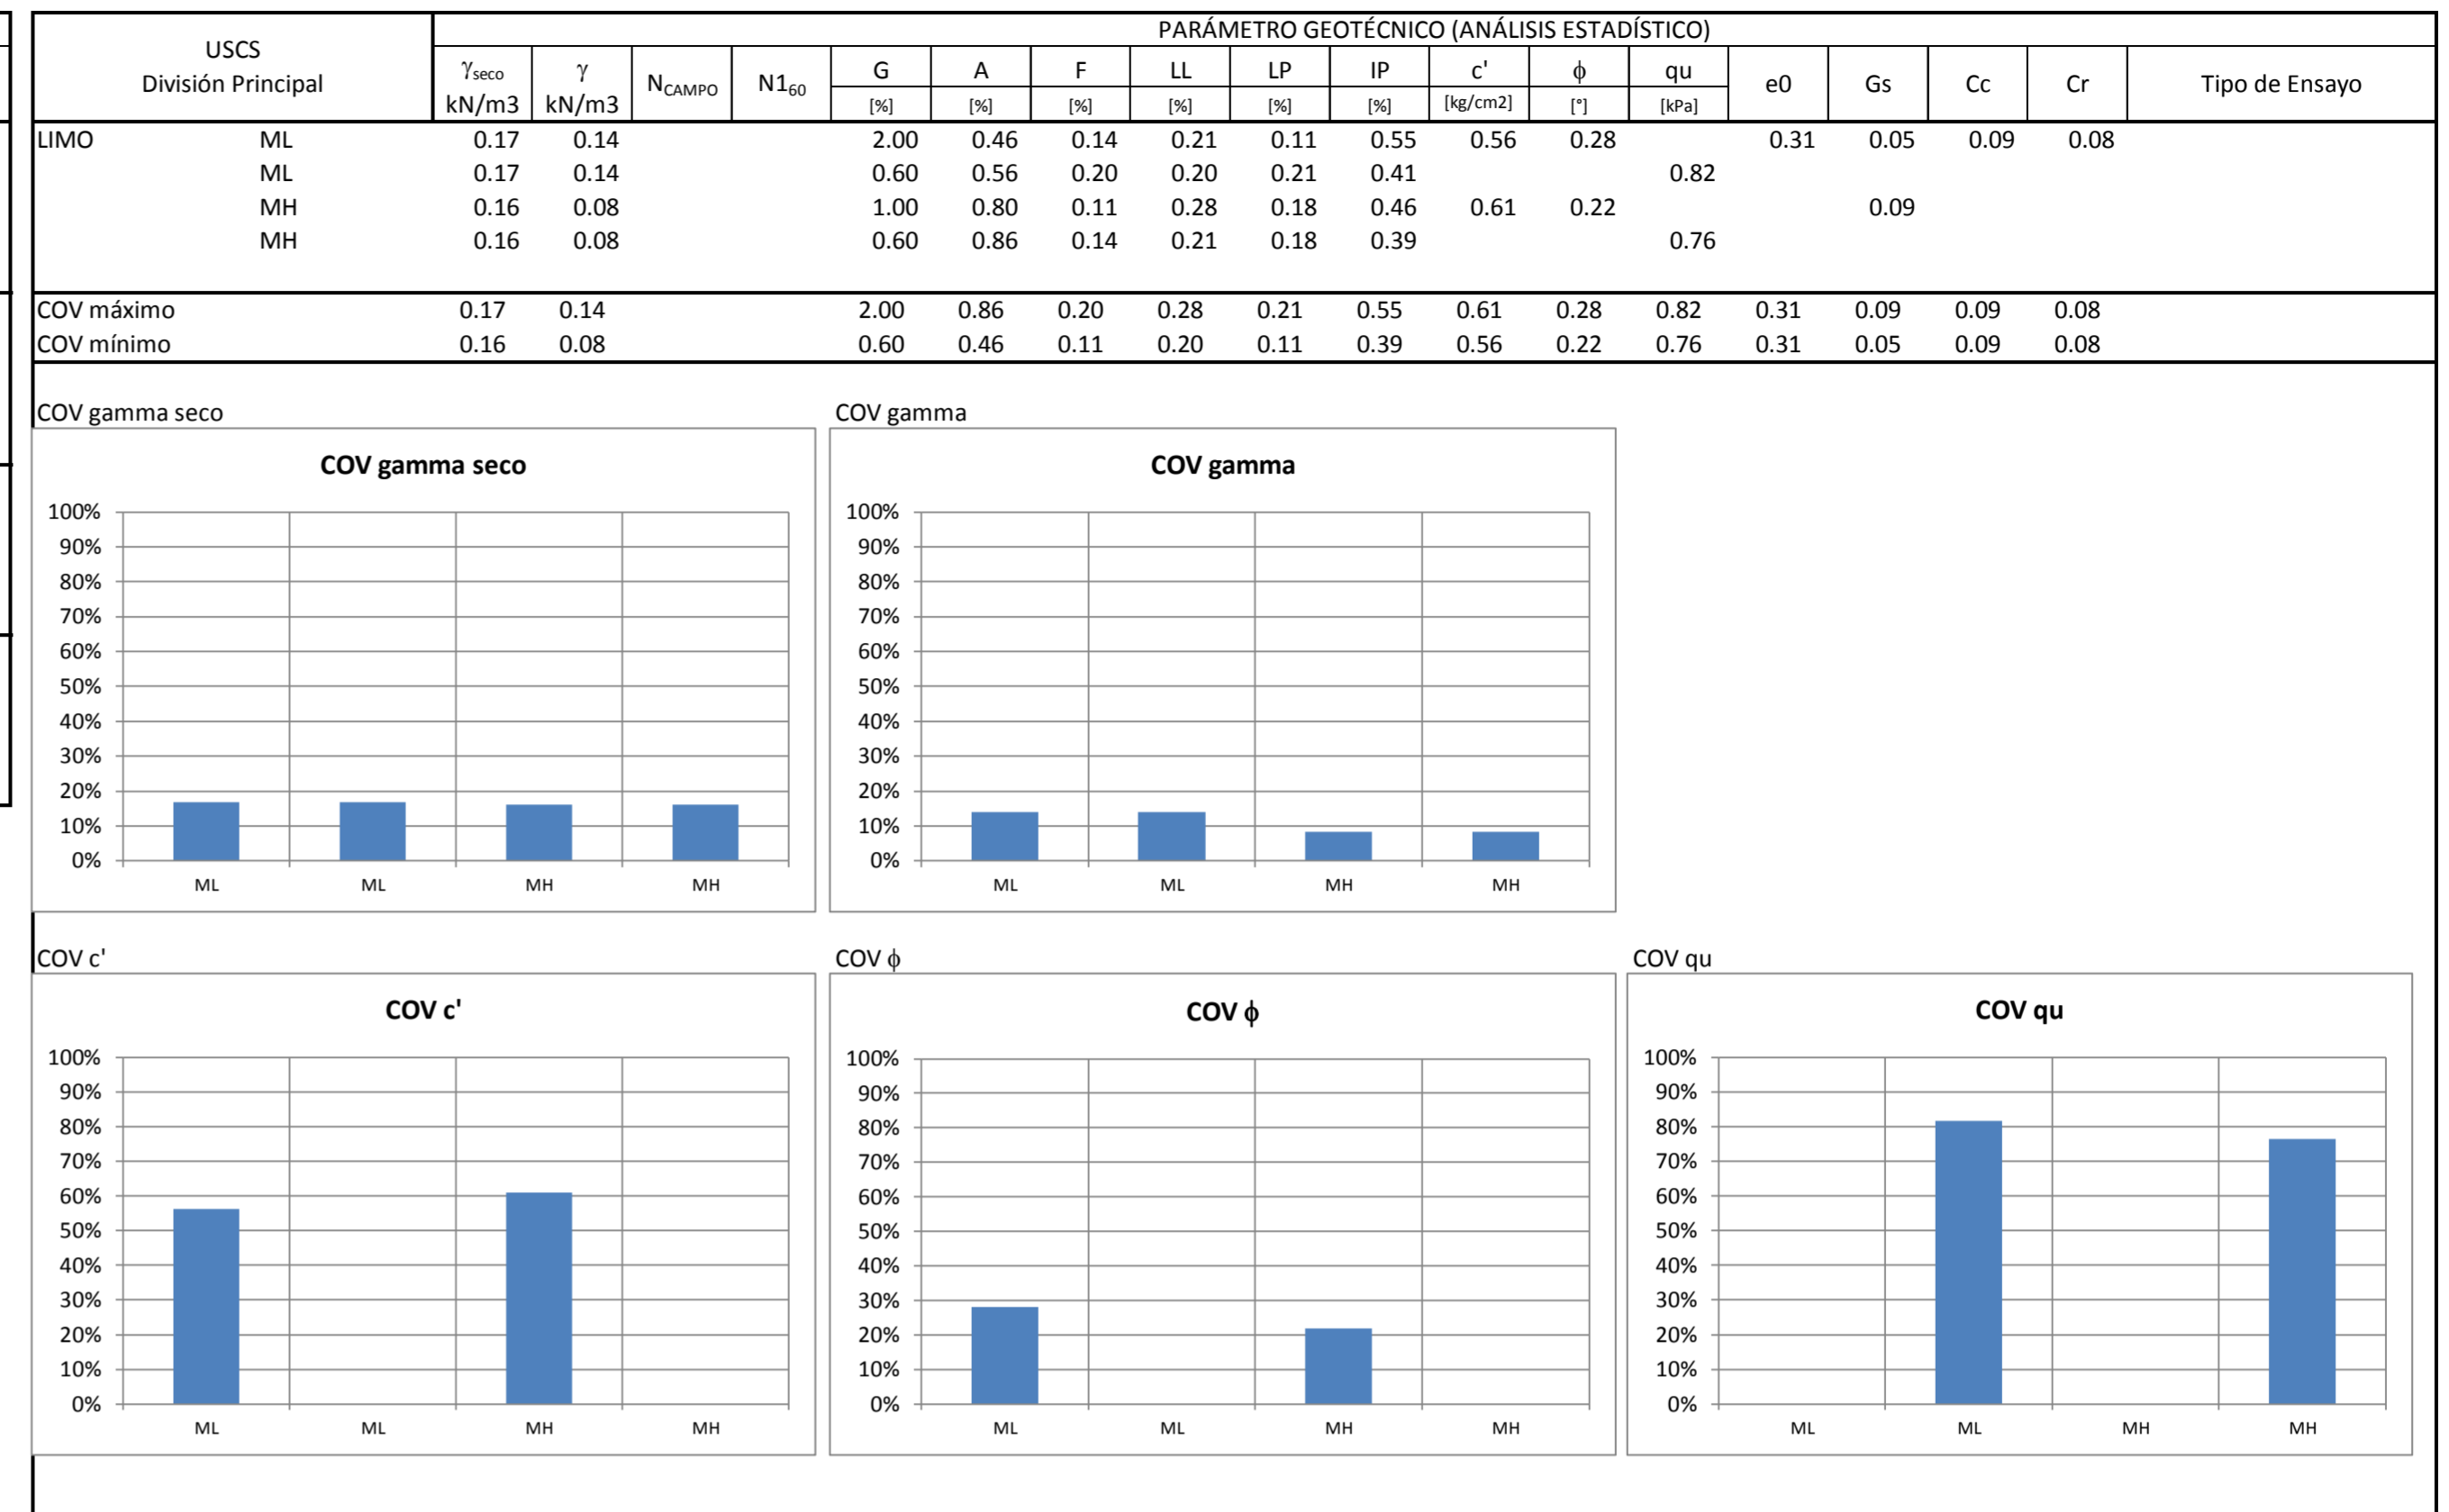 PARÁMETRO GEOTÉCNICO (ANÁLISIS ESTADÍSTICO)
USCS
División Principal
γseco γ NCAMPO N160 G A F LL LP IP c' ϕ qu e0 Gs Cc Cr Tipo de Ensayo
kN/m3 kN/m3 [%] [%] [%] [%] [%] [%] [kg/cm2] [°] [kPa]
LIMO ML 0.17 0.14 2.00 0.46 0.14 0.21 0.11 0.55 0.56 0.28 0.31 0.05 0.09 0.08
ML 0.17 0.14 0.60 0.56 0.20 0.20 0.21 0.41 0.82
MH 0.16 0.08 1.00 0.80 0.11 0.28 0.18 0.46 0.61 0.22 0.09
MH 0.16 0.08 0.60 0.86 0.14 0.21 0.18 0.39 0.76
COV máximo 0.17 0.14 2.00 0.86 0.20 0.28 0.21 0.55 0.61 0.28 0.82 0.31 0.09 0.09 0.08
COV mínimo 0.16 0.08 0.60 0.46 0.11 0.20 0.11 0.39 0.56 0.22 0.76 0.31 0.05 0.09 0.08
COV gamma seco
COV gamma seco
100%
90%
80%
70%
60%
50%
40%
30%
20%
10%
0%
ML ML MH MH
COV gamma
COV gamma
100%
90%
80%
70%
60%
50%
40%
30%
20%
10%
0%
ML ML MH MH
COV c'
COV c'
100%
90%
80%
70%
60%
50%
40%
30%
20%
10%
0%
ML ML MH MH
COV ϕ
COV ϕ
100%
90%
80%
70%
60%
50%
40%
30%
20%
10%
0%
ML ML MH MH
COV qu
COV qu
100%
90%
80%
70%
60%
50%
40%
30%
20%
10%
0%
ML ML MH MH